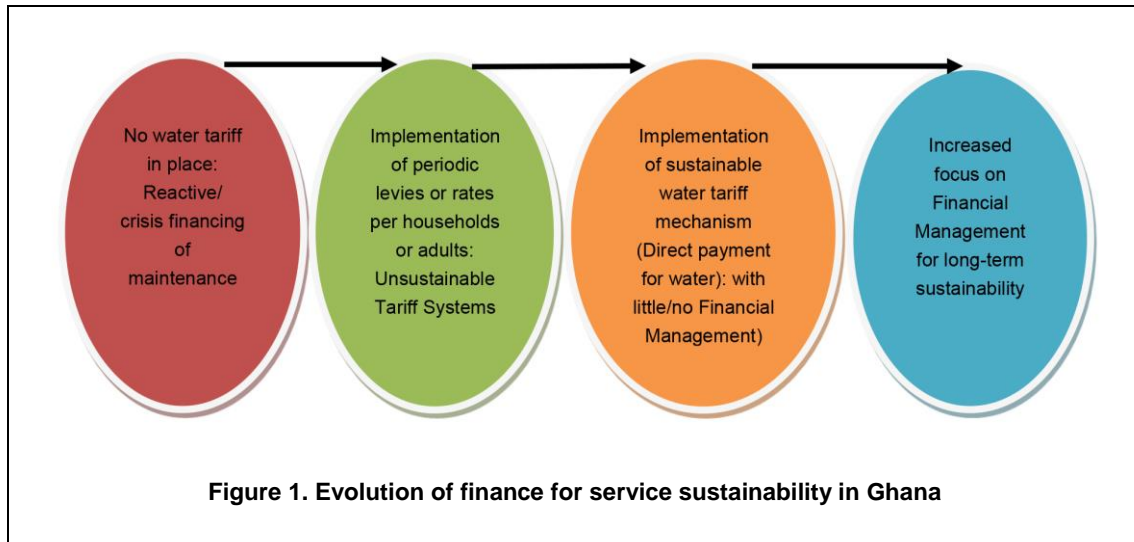 No water tariff
in place:
Reactive/
crisis financing
of
maintenance
Implementation
of periodic
levies or rates
per households
or adults:
Unsustainable
Tariff Systems
Implementation
of sustainable
water tariff
mechanism
(Direct payment
for water): with
little/no Financial
Management)
Increased
focus on
Financial
Management
for long-term
sustainability
Figure 1. Evolution of finance for service sustainability in Ghana